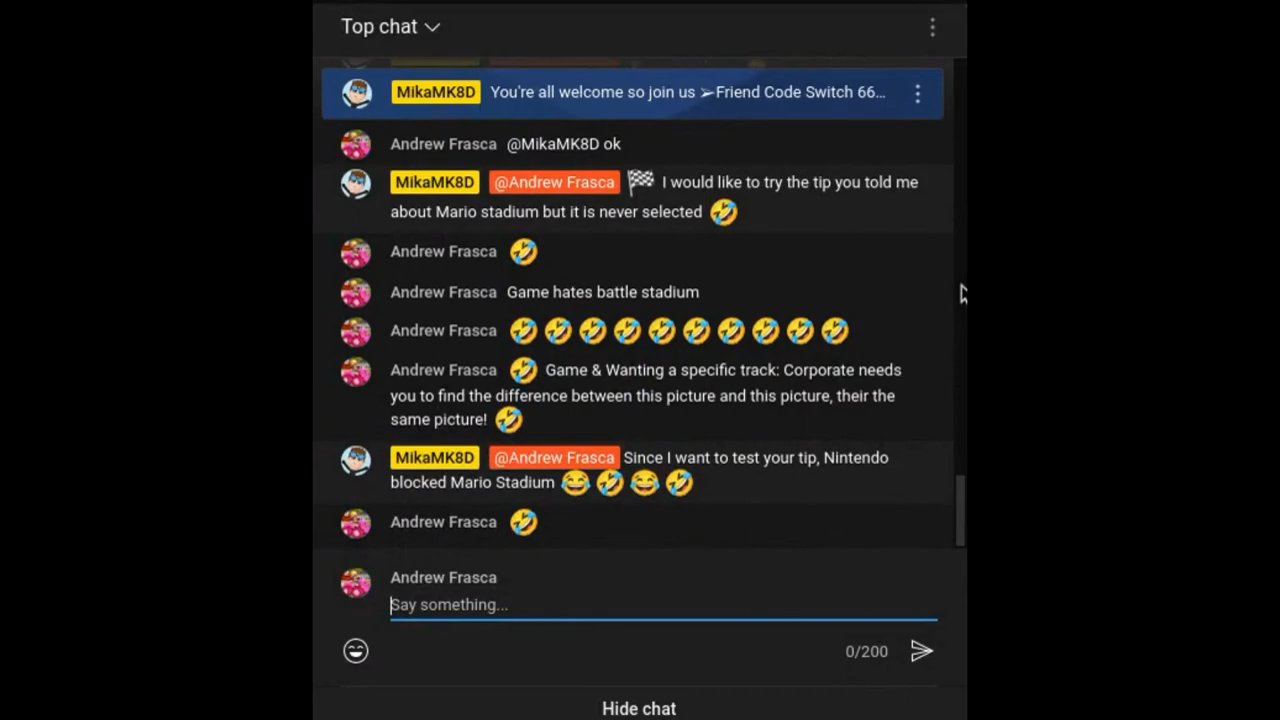 Top chat
MikaMK8D You're all welcome so join us ➢Friend Code Switch 66...
Andrew Frasca @MikaMK8D ok
MikaMK8D @Andrew Frasca 🏁 I would like to try the tip you told me
about Mario stadium but it is never selected 🤣
Andrew Frasca 🤣
Andrew Frasca Game hates battle stadium
Andrew Frasca 🤣🤣🤣🤣🤣🤣🤣🤣🤣🤣
Andrew Frasca 🤣 Game & Wanting a specific track: Corporate needs
you to find the difference between this picture and this picture, their the
same picture! 🤣
MikaMK8D @Andrew Frasca Since I want to test your tip, Nintendo
blocked Mario Stadium 😂🤣😂🤣
Andrew Frasca 🤣
Andrew Frasca
Say something...
0/200
Hide chat